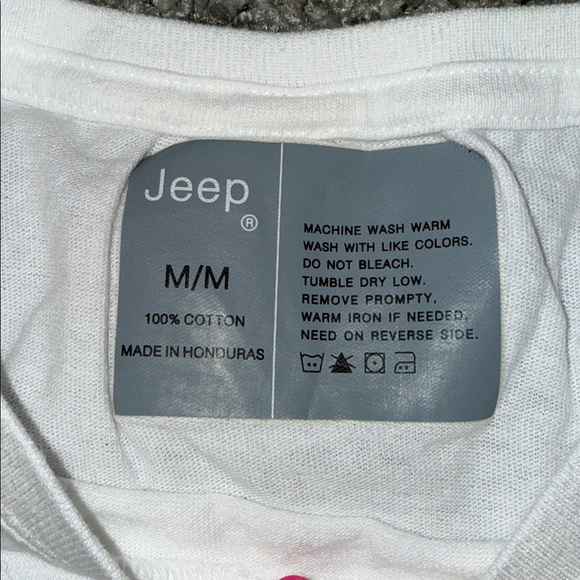 Jeep
®
M/M
100% COTTON
MADE IN HONDURAS
MACHINE WASH WARM
WASH WITH LIKE COLORS.
DO NOT BLEACH.
TUMBLE DRY LOW.
REMOVE PROMPTY,
WARM IRON IF NEEDED,
NEED ON REVERSE SIDE.